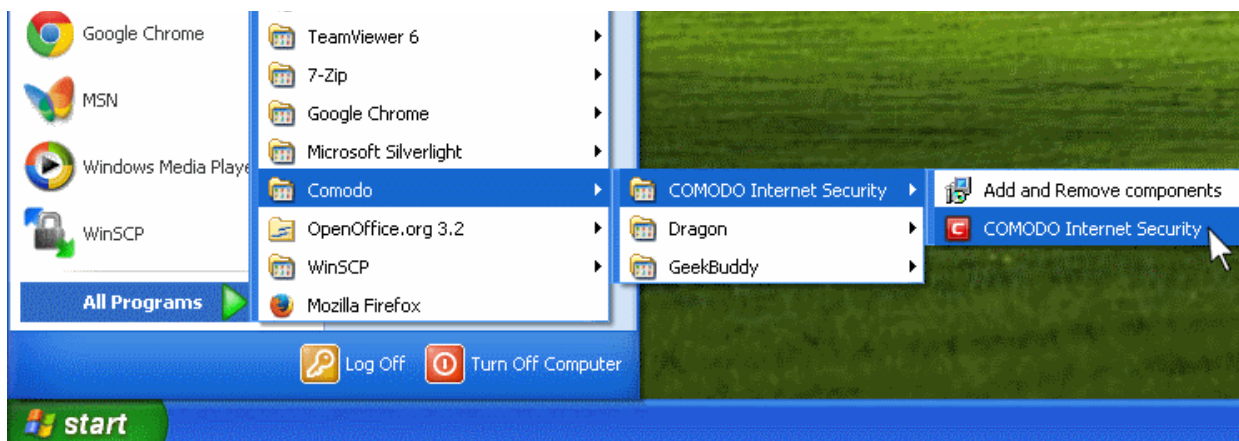 Google Chrome
MSN
Windows Media Playe
WinSCP
All Programs
TeamViewer 6
7-Zip
Google Chrome
Microsoft Silverlight
Comodo
OpenOffice.org 3.2
WinSCP
Mozilla Firefox
COMODO Internet Security
Dragon
GeekBuddy
Add and Remove components
COMODO Internet Security
Log Off
Turn Off Computer
start